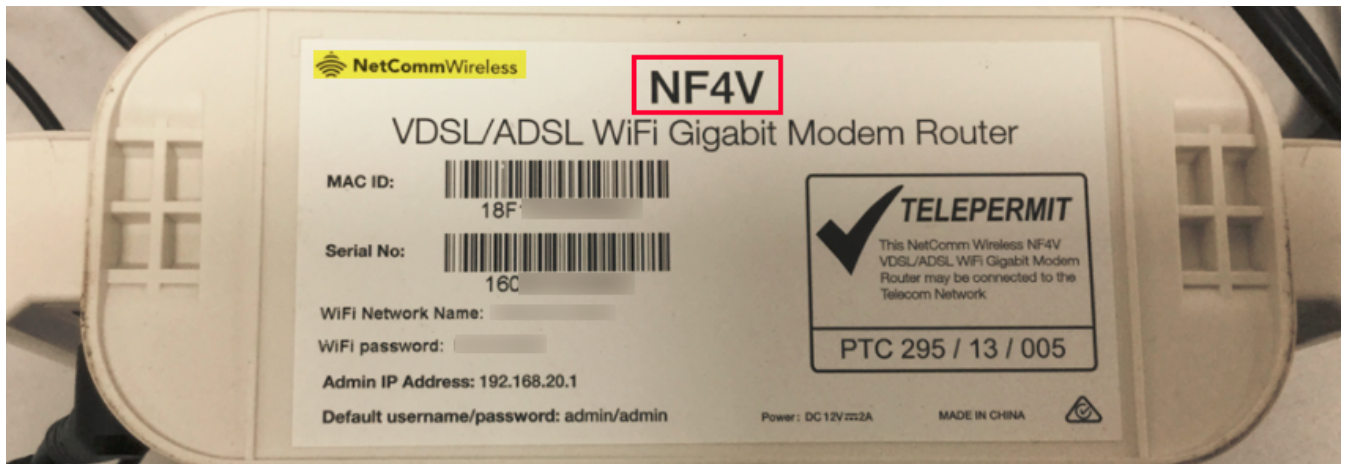 NetCommWireless
NF4V
VDSL/ADSL WiFi Gigabit Modem Router
MAC ID:
18F
Serial No:
160
WiFi Network Name:
WiFi password:
Admin IP Address: 192.168.20.1
Default username/password: admin/admin
TELEPERMIT
This NetComm Wireless NF4V
VDSL/ADSL WiFi Gigabit Modem
Router may be connected to the
Telecom Network
PTC 295 / 13 / 005
Power: DC 12V⎓2A
MADE IN CHINA